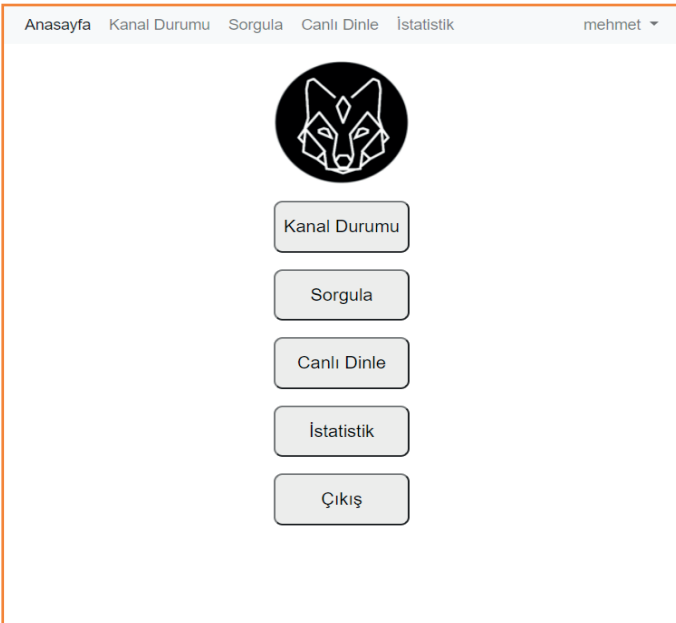 Anasayfa Kanal Durumu Sorgula Canlı Dinle İstatistik mehmet
Kanal Durumu
Sorgula
Canlı Dinle
İstatistik
Çıkış